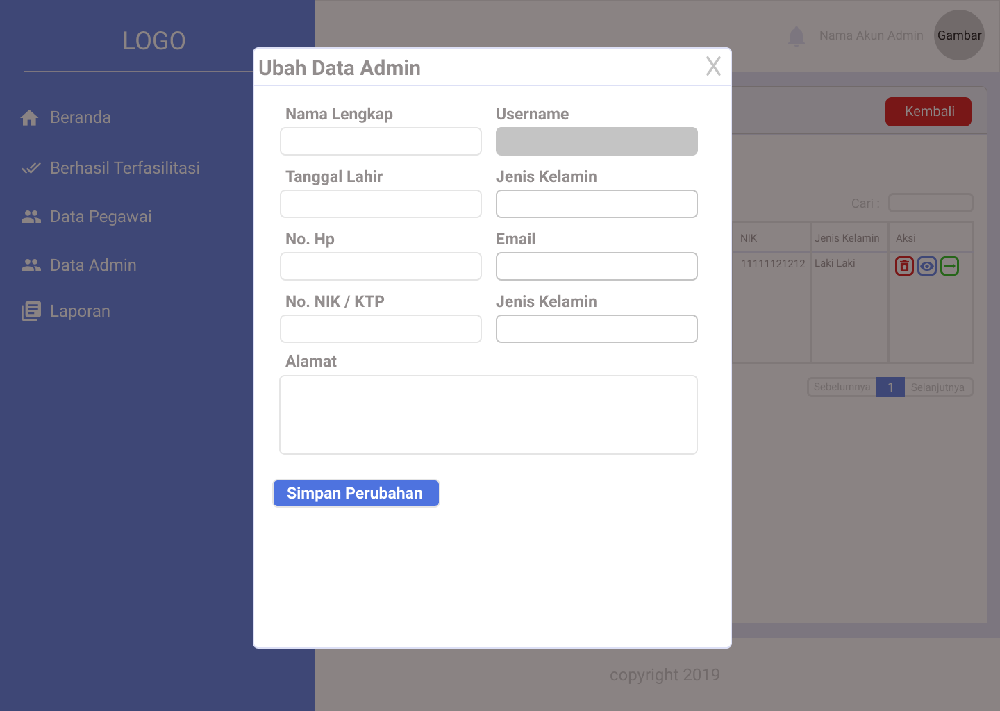 LOGO
Beranda
Berhasil Terfasilitasi
Data Pegawai
Data Admin
Laporan
Nama Akun Admin
Gambar
Kembali
Cari :
NIK
Jenis Kelamin
Aksi
11111121212
Laki Laki
Sebelumnya
1
Selanjutnya
Ubah Data Admin
X
Nama Lengkap
Username
Tanggal Lahir
Jenis Kelamin
No. Hp
Email
No. NIK / KTP
Jenis Kelamin
Alamat
Simpan Perubahan
copyright 2019